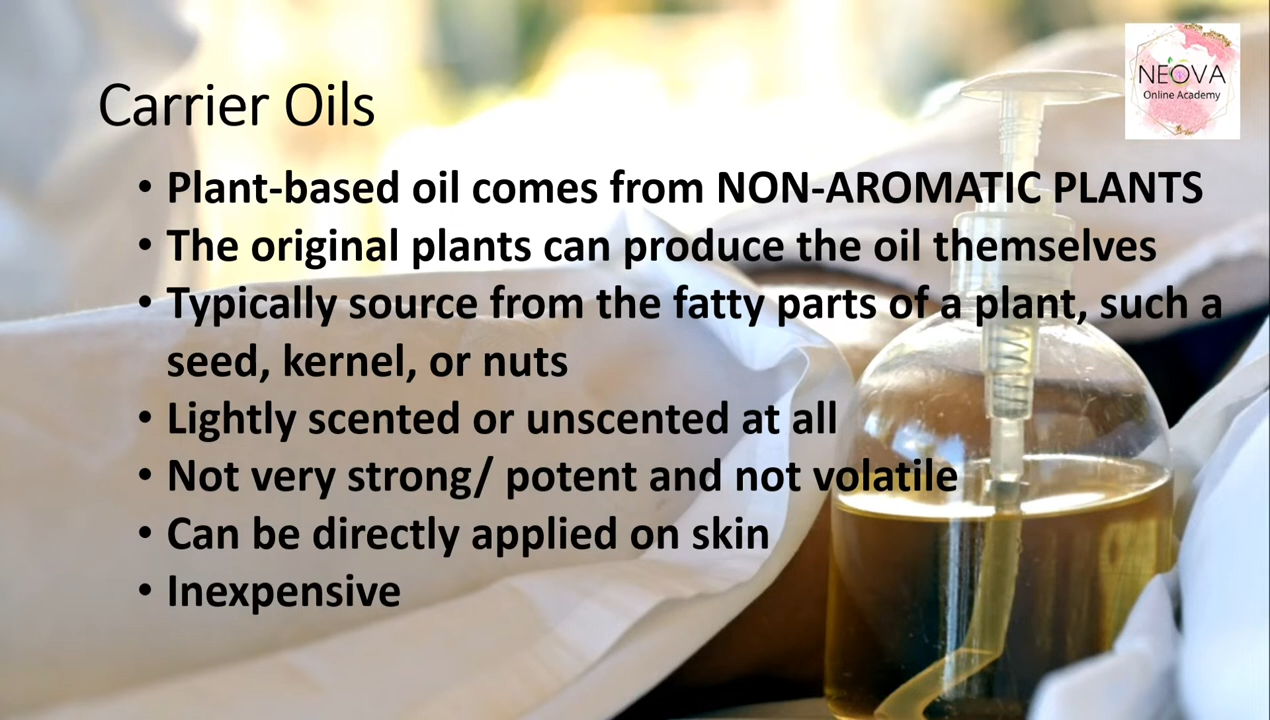 NEOVA
Online Academy
Carrier Oils
• Plant-based oil comes from NON-AROMATIC PLANTS
• The original plants can produce the oil themselves
• Typically source from the fatty parts of a plant, such a
seed, kernel, or nuts
• Lightly scented or unscented at all
• Not very strong/ potent and not volatile
• Can be directly applied on skin
• Inexpensive